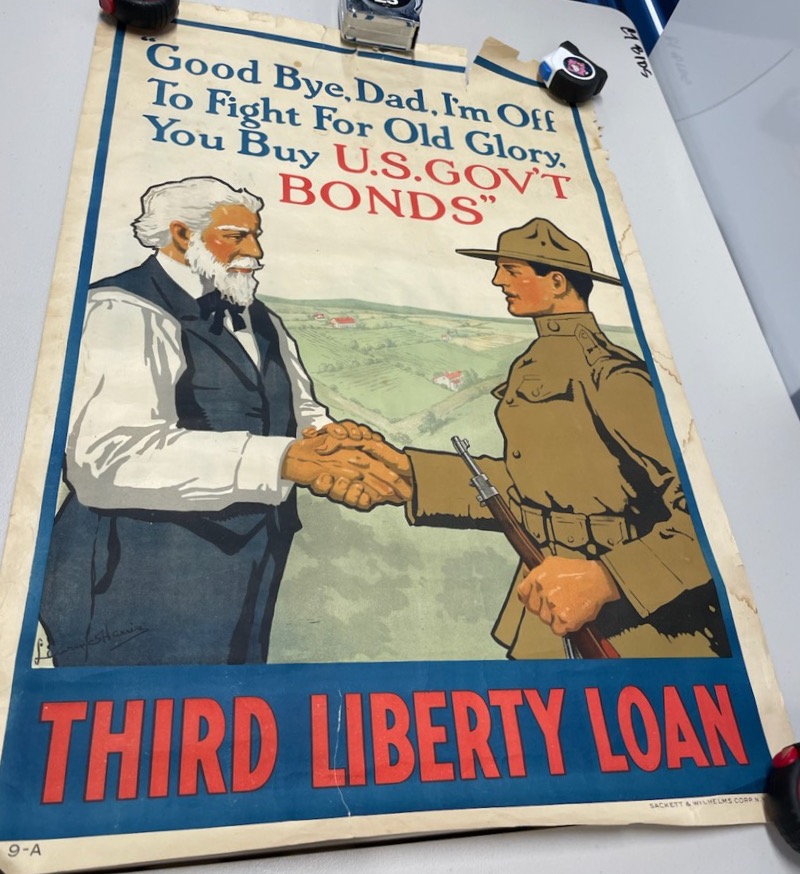 "Good Bye, Dad, I'm Off
To Fight For Old Glory,
You Buy U.S. GOV'T
BONDS"
THIRD LIBERTY LOAN
SACKETT & WILHELMS CORP. N
9-A